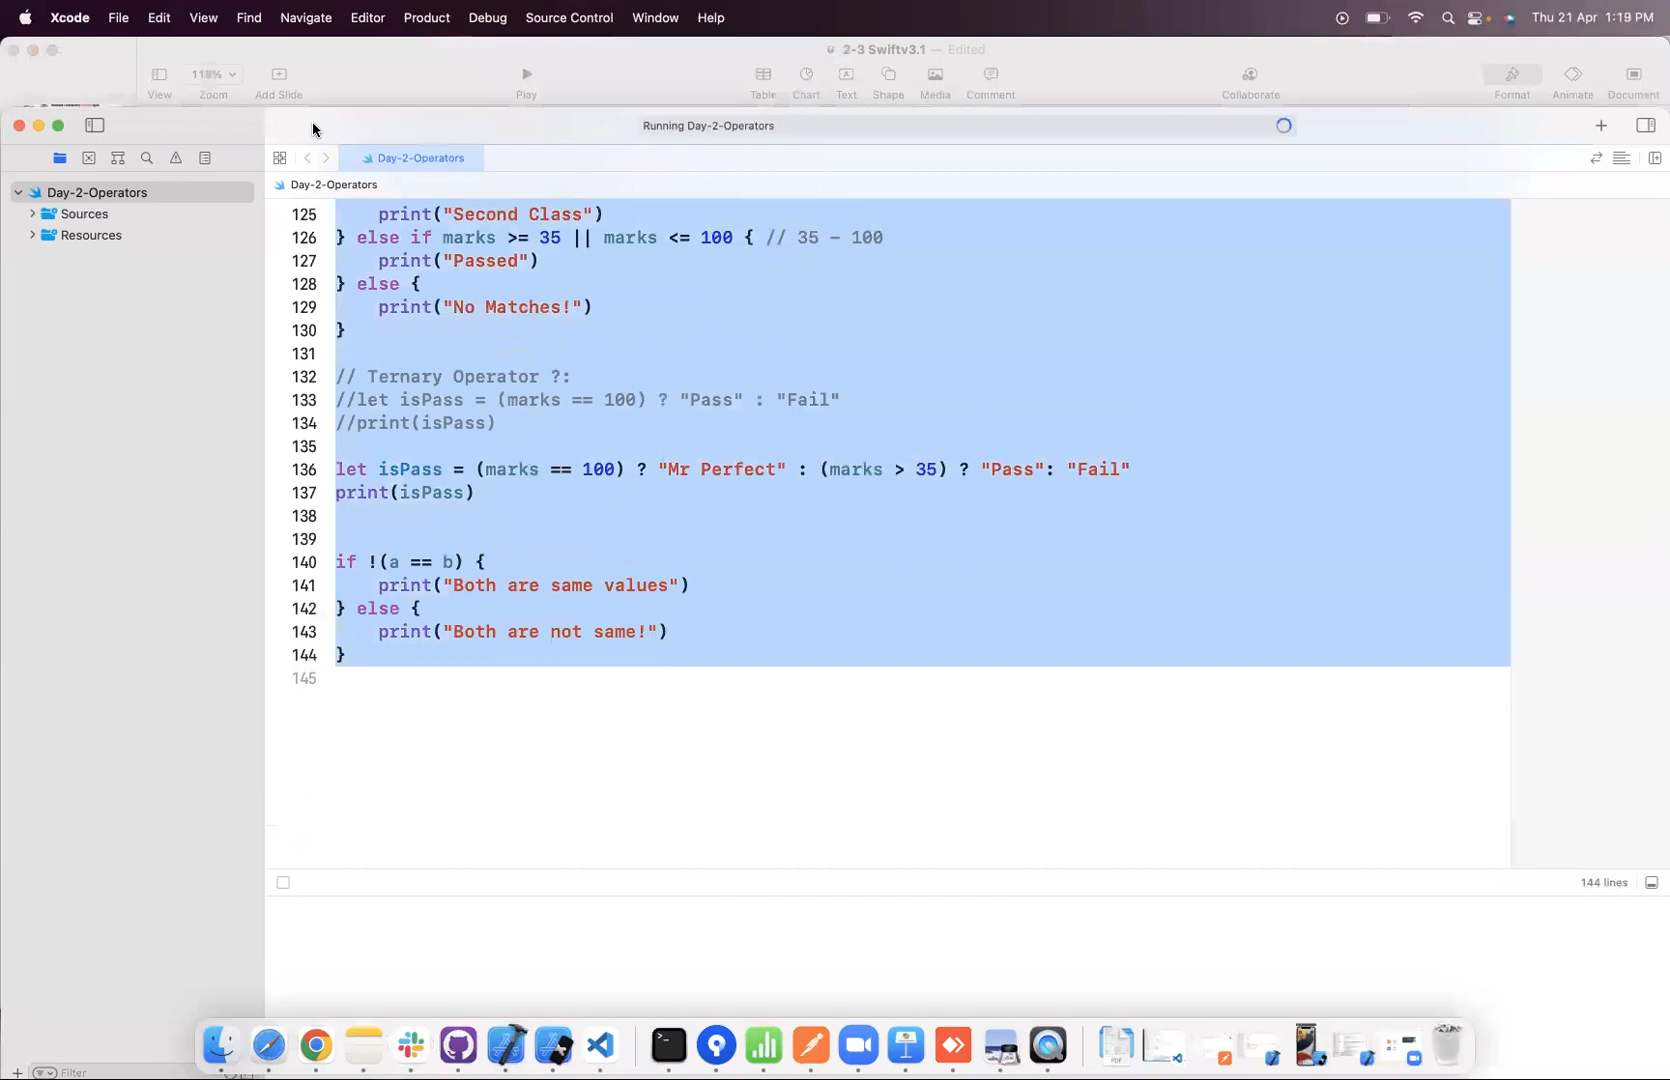 Xcode File Edit View Find Navigate Editor Product Debug Source Control Window Help Thu 21 Apr 1:19 PM
2-3 Swiftv3.1 — Edited
118%
View Zoom Add Slide Play Table Chart Text Shape Media Comment Collaborate Format Animate Document
Running Day-2-Operators
Day-2-Operators
Day-2-Operators
Day-2-Operators
Sources
Resources
125 print("Second Class")
126 } else if marks >= 35 || marks <= 100 { // 35 - 100
127 print("Passed")
128 } else {
129 print("No Matches!")
130 }
131
132 // Ternary Operator ?:
133 //let isPass = (marks == 100) ? "Pass" : "Fail"
134 //print(isPass)
135
136 let isPass = (marks == 100) ? "Mr Perfect" : (marks > 35) ? "Pass": "Fail"
137 print(isPass)
138
139
140 if !(a == b) {
141 print("Both are same values")
142 } else {
143 print("Both are not same!")
144 }
145
144 lines
Filter